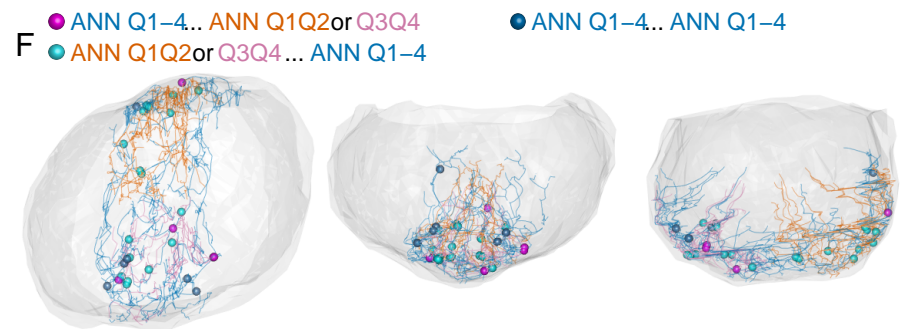 F
ANN Q1–4... ANN Q1Q2or Q3Q4 ANN Q1–4... ANN Q1–4
ANN Q1Q2or Q3Q4 ... ANN Q1–4